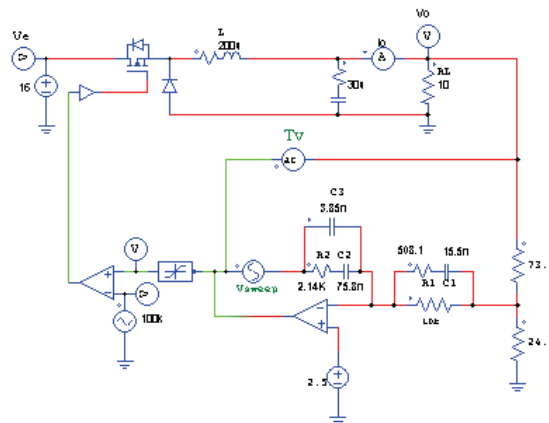 Ve
Vo
L
200u
Io
V
A
16
30u
RL
10
Tv
ac
C3
3.85n
V
R2
C2
508.1
15.5n
73.
Vsweep
2.14K
75.8n
R1
C1
10k
100k
24.
2.5